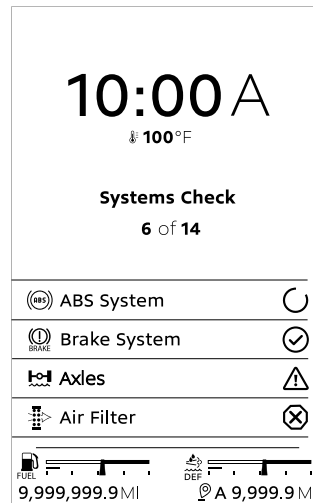 10:00 A
100°F
Systems Check
6 of 14
ABS ABS System
BRAKE Brake System
Axles
Air Filter
FUEL DEF
9,999,999.9 MI A 9,999.9 M